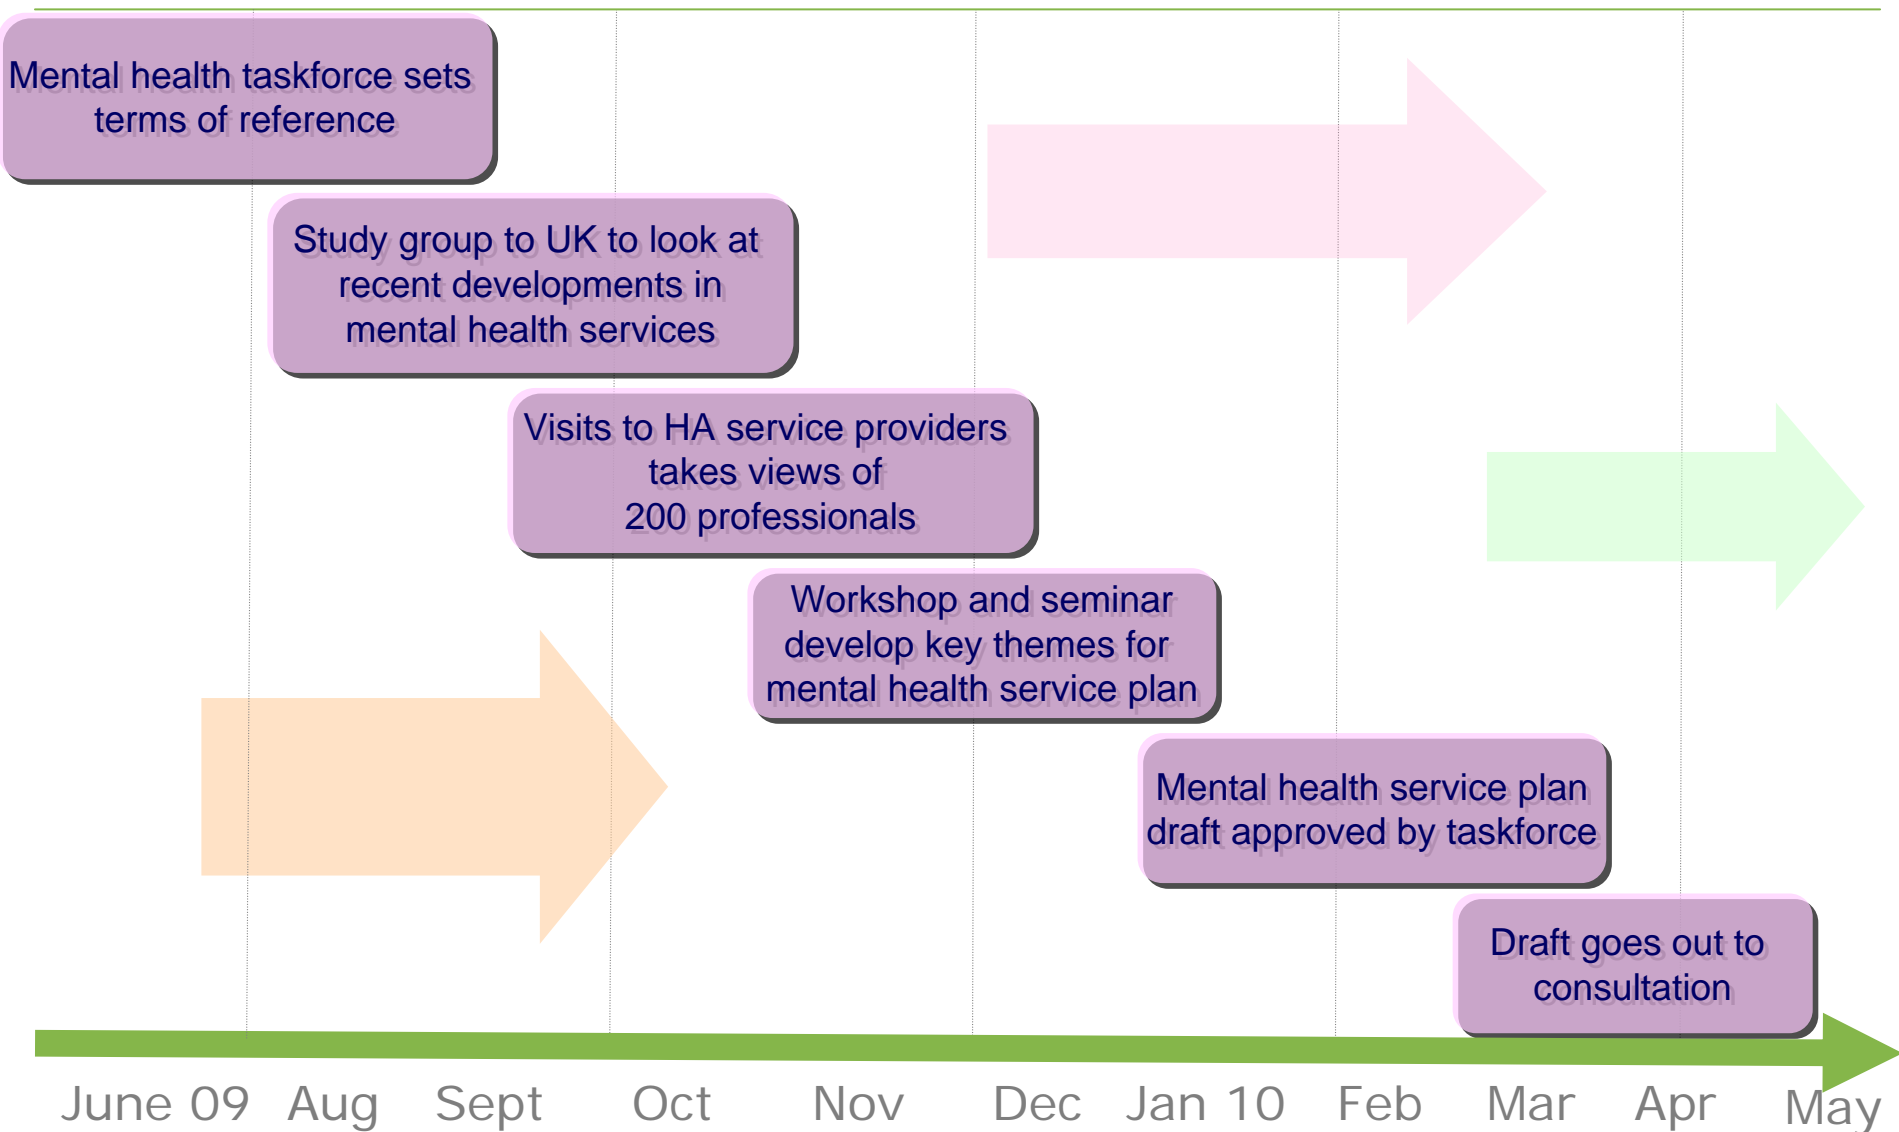 Mental health taskforce sets
terms of reference
Study group to UK to look at
recent developments in
mental health services
Visits to HA service providers
takes views of
200 professionals
Workshop and seminar
develop key themes for
mental health service plan
Mental health service plan
draft approved by taskforce
Draft goes out to
consultation
June 09 Aug Sept Oct Nov Dec Jan 10 Feb Mar Apr May